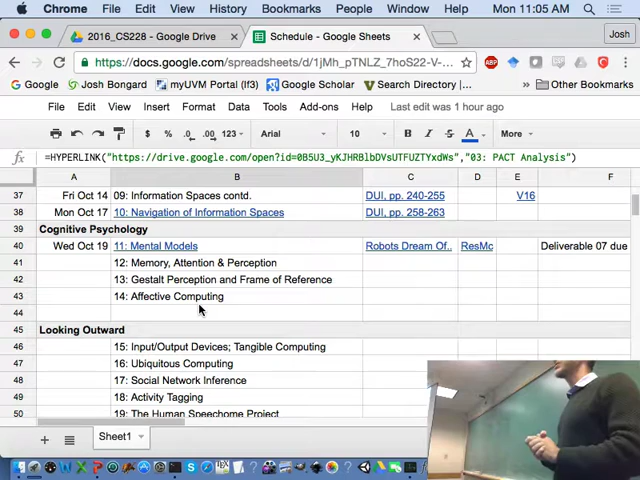 Chrome File Edit View History Bookmarks People Window Mon 11:05 AM
2016_CS228 - Google Drive Schedule - Google Sheets Josh
https://docs.google.com/spreadsheets/d/1jMh_pTNLZ_7hoS22-V-...
Google Josh Bongard myUVM Portal (lf3) Google Scholar Search Directory... Other Bookmarks
File Edit View Insert Format Data Tools Add-ons Help Last edit was 1 hour ago
$ % .0 .00 123 Arial 10 B I S A More
fx =HYPERLINK("https://drive.google.com/open?id=0B5U3_yKJHRBlbDVsUTFUZTYxdWs","03: PACT Analysis")
A B C D E F
37 Fri Oct 14 09: Information Spaces contd. DUI, pp. 240-255 V16
38 Mon Oct 17 10: Navigation of Information Spaces DUI, pp. 258-263
39 Cognitive Psychology
40 Wed Oct 19 11: Mental Models Robots Dream Of.. ResMc Deliverable 07 due
41 12: Memory, Attention & Perception
42 13: Gestalt Perception and Frame of Reference
43 14: Affective Computing
44
45 Looking Outward
46 15: Input/Output Devices; Tangible Computing
47 16: Ubiquitous Computing
48 17: Social Network Inference
49 18: Activity Tagging
50 19: The Human Speechome Project
Sheet1